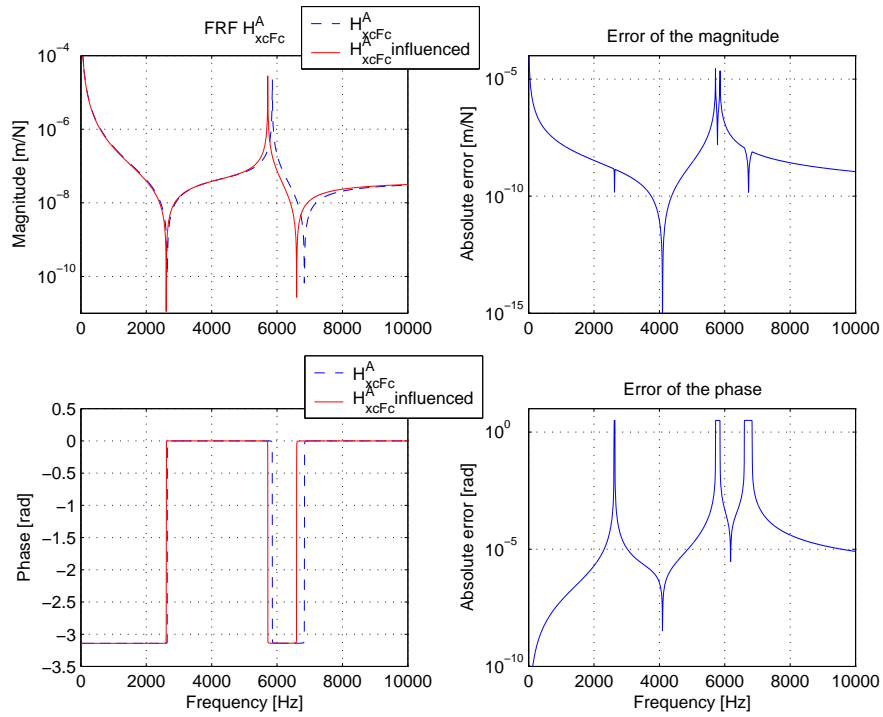 FRF H^A_xcFc
H^A_xcFc
H^A_xcFc influenced
Magnitude [m/N]
10^−4
10^−6
10^−8
10^−10
0 2000 4000 6000 8000 10000
Error of the magnitude
Absolute error [m/N]
10^−5
10^−10
10^−15
0 2000 4000 6000 8000 10000
H^A_xcFc
H^A_xcFc influenced
Phase [rad]
0.5
0
−0.5
−1
−1.5
−2
−2.5
−3
−3.5
0 2000 4000 6000 8000 10000
Frequency [Hz]
Error of the phase
Absolute error [rad]
10^0
10^−5
10^−10
0 2000 4000 6000 8000 10000
Frequency [Hz]